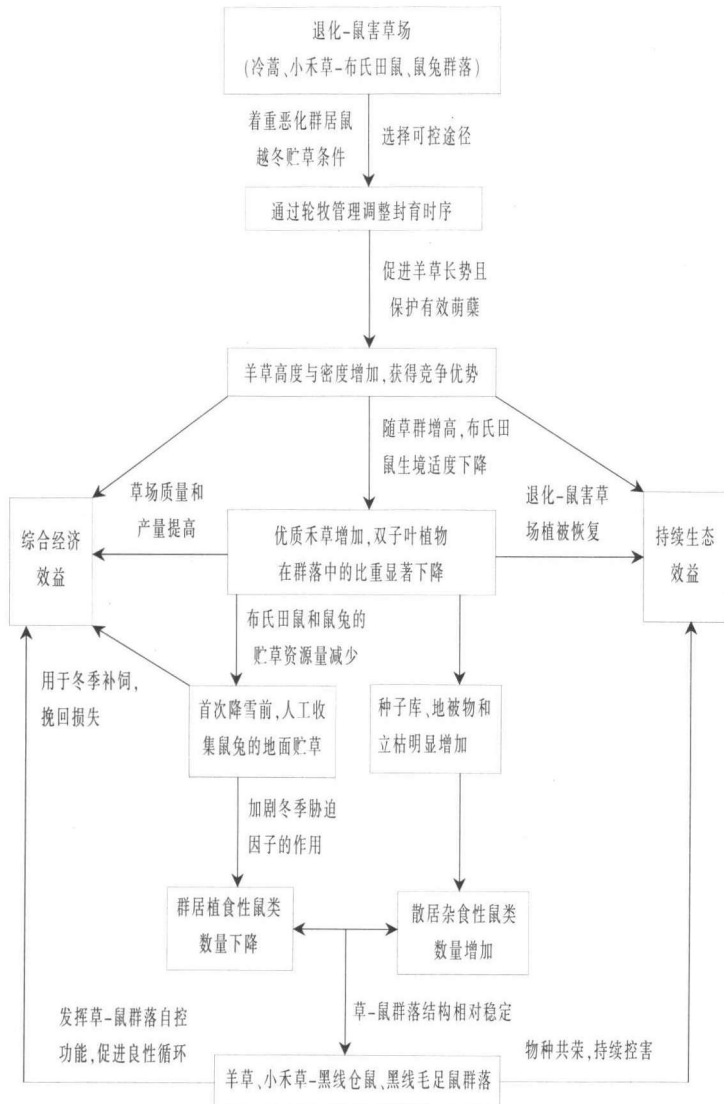 退化-鼠害草场
(冷蒿、小禾草-布氏田鼠、鼠兔群落)
着重恶化群居鼠
越冬贮草条件
选择可控途径
通过轮牧管理调整封育时序
促进羊草长势且
保护有效萌蘖
羊草高度与密度增加,获得竞争优势
随草群增高,布氏田
鼠生境适度下降
草场质量和
产量提高
退化-鼠害草
场植被恢复
综合经济
效益
优质禾草增加,双子叶植物
在群落中的比重显著下降
持续生态
效益
布氏田鼠和鼠兔的
贮草资源量减少
用于冬季补饲,
挽回损失
首次降雪前,人工收
集鼠兔的地面贮草
种子库、地被物和
立枯明显增加
加剧冬季胁迫
因子的作用
群居植食性鼠类
数量下降
散居杂食性鼠类
数量增加
发挥草-鼠群落自控
功能,促进良性循环
草-鼠群落结构相对稳定
物种共荣,持续控害
羊草、小禾草-黑线仓鼠、黑线毛足鼠群落